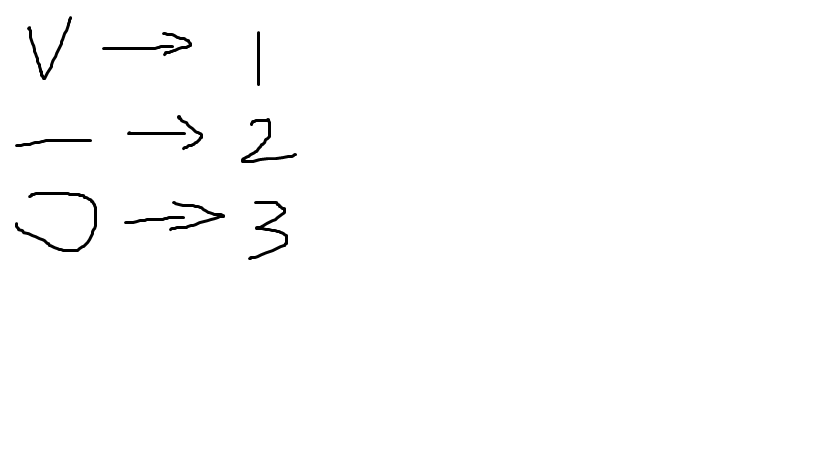 V → 1
— → 2
⊃ → 3